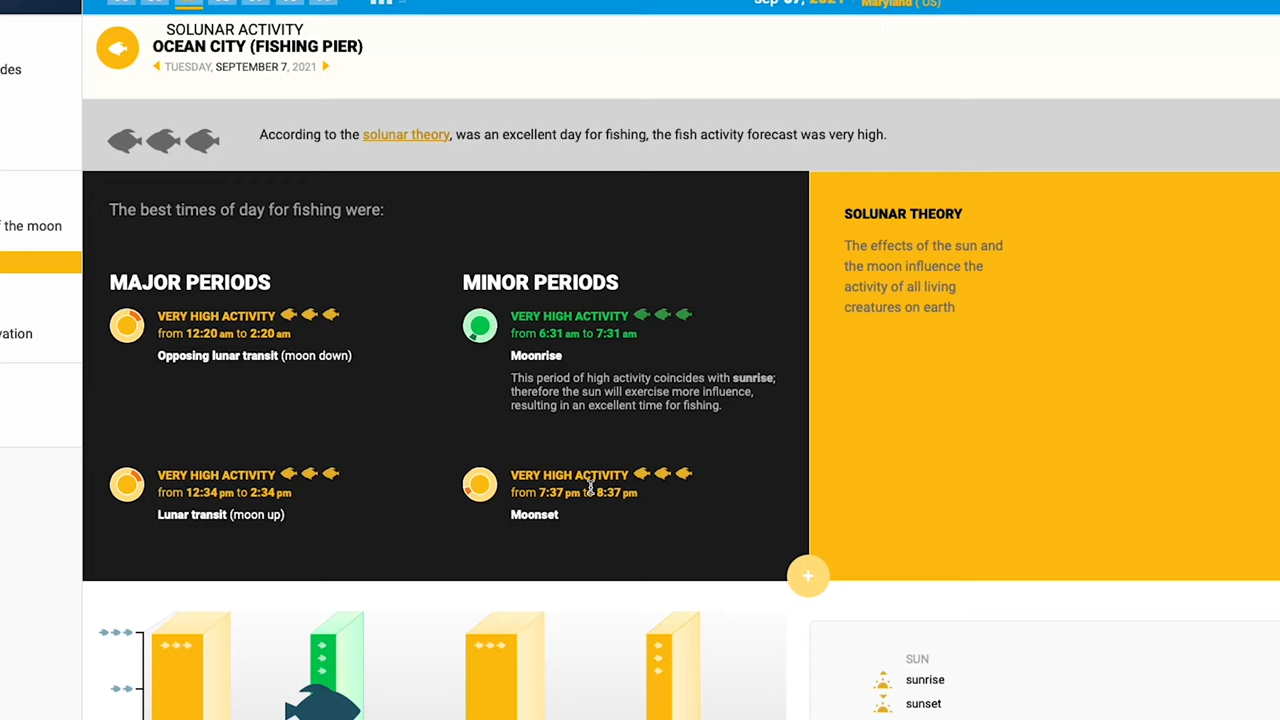 sep 07, 2021
Maryland ( US)
SOLUNAR ACTIVITY
OCEAN CITY (FISHING PIER)
TUESDAY, SEPTEMBER 7, 2021
des
According to the solunar theory, was an excellent day for fishing, the fish activity forecast was very high.
The best times of day for fishing were:
f the moon
vation
MAJOR PERIODS
VERY HIGH ACTIVITY
from 12:20 am to 2:20 am
Opposing lunar transit (moon down)
VERY HIGH ACTIVITY
from 12:34 pm to 2:34 pm
Lunar transit (moon up)
MINOR PERIODS
VERY HIGH ACTIVITY
from 6:31 am to 7:31 am
Moonrise
This period of high activity coincides with sunrise;
therefore the sun will exercise more influence,
resulting in an excellent time for fishing.
VERY HIGH ACTIVITY
from 7:37 pm to 8:37 pm
Moonset
SOLUNAR THEORY
The effects of the sun and
the moon influence the
activity of all living
creatures on earth
+
SUN
sunrise
sunset